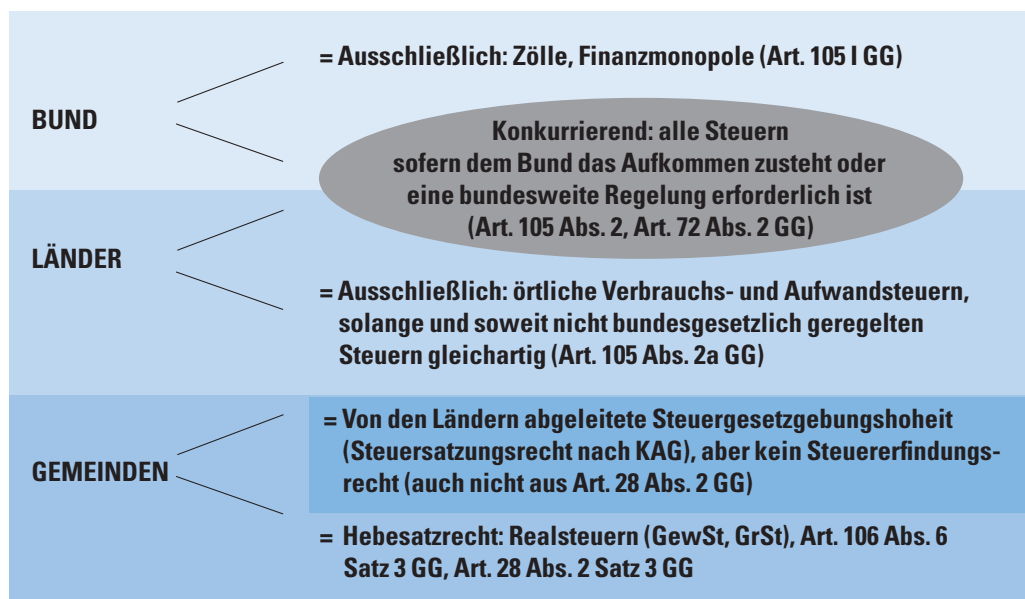 = Ausschließlich: Zölle, Finanzmonopole (Art. 105 I GG)
BUND
Konkurrierend: alle Steuern
sofern dem Bund das Aufkommen zusteht oder
eine bundesweite Regelung erforderlich ist
(Art. 105 Abs. 2, Art. 72 Abs. 2 GG)
LÄNDER
= Ausschließlich: örtliche Verbrauchs- und Aufwandsteuern,
solange und soweit nicht bundesgesetzlich geregelten
Steuern gleichartig (Art. 105 Abs. 2a GG)
= Von den Ländern abgeleitete Steuergesetzgebungshoheit
(Steuersatzungsrecht nach KAG), aber kein Steuererfindungs-
recht (auch nicht aus Art. 28 Abs. 2 GG)
GEMEINDEN
= Hebesatzrecht: Realsteuern (GewSt, GrSt), Art. 106 Abs. 6
Satz 3 GG, Art. 28 Abs. 2 Satz 3 GG